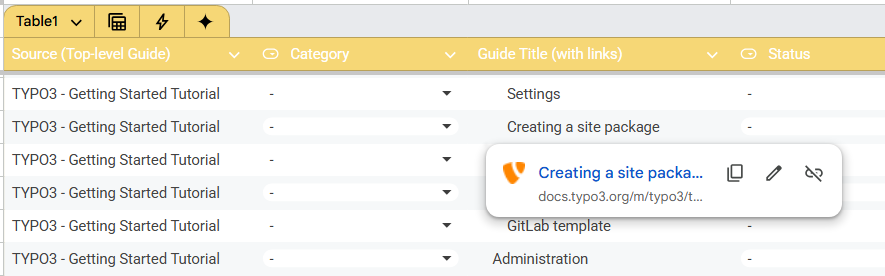 Table1
Source (Top-level Guide) Category Guide Title (with links) Status
TYPO3 - Getting Started Tutorial - Settings -
TYPO3 - Getting Started Tutorial - Creating a site package -
TYPO3 - Getting Started Tutorial -
Creating a site packa...
TYPO3 - Getting Started Tutorial -
docs.typo3.org/m/typo3/t...
TYPO3 - Getting Started Tutorial - GitLab template -
TYPO3 - Getting Started Tutorial - Administration -